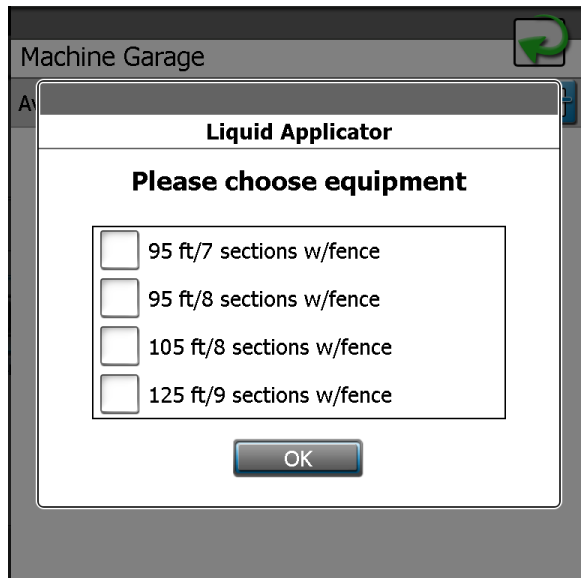 Machine Garage
Av
Liquid Applicator
Please choose equipment
95 ft/7 sections w/fence
95 ft/8 sections w/fence
105 ft/8 sections w/fence
125 ft/9 sections w/fence
OK